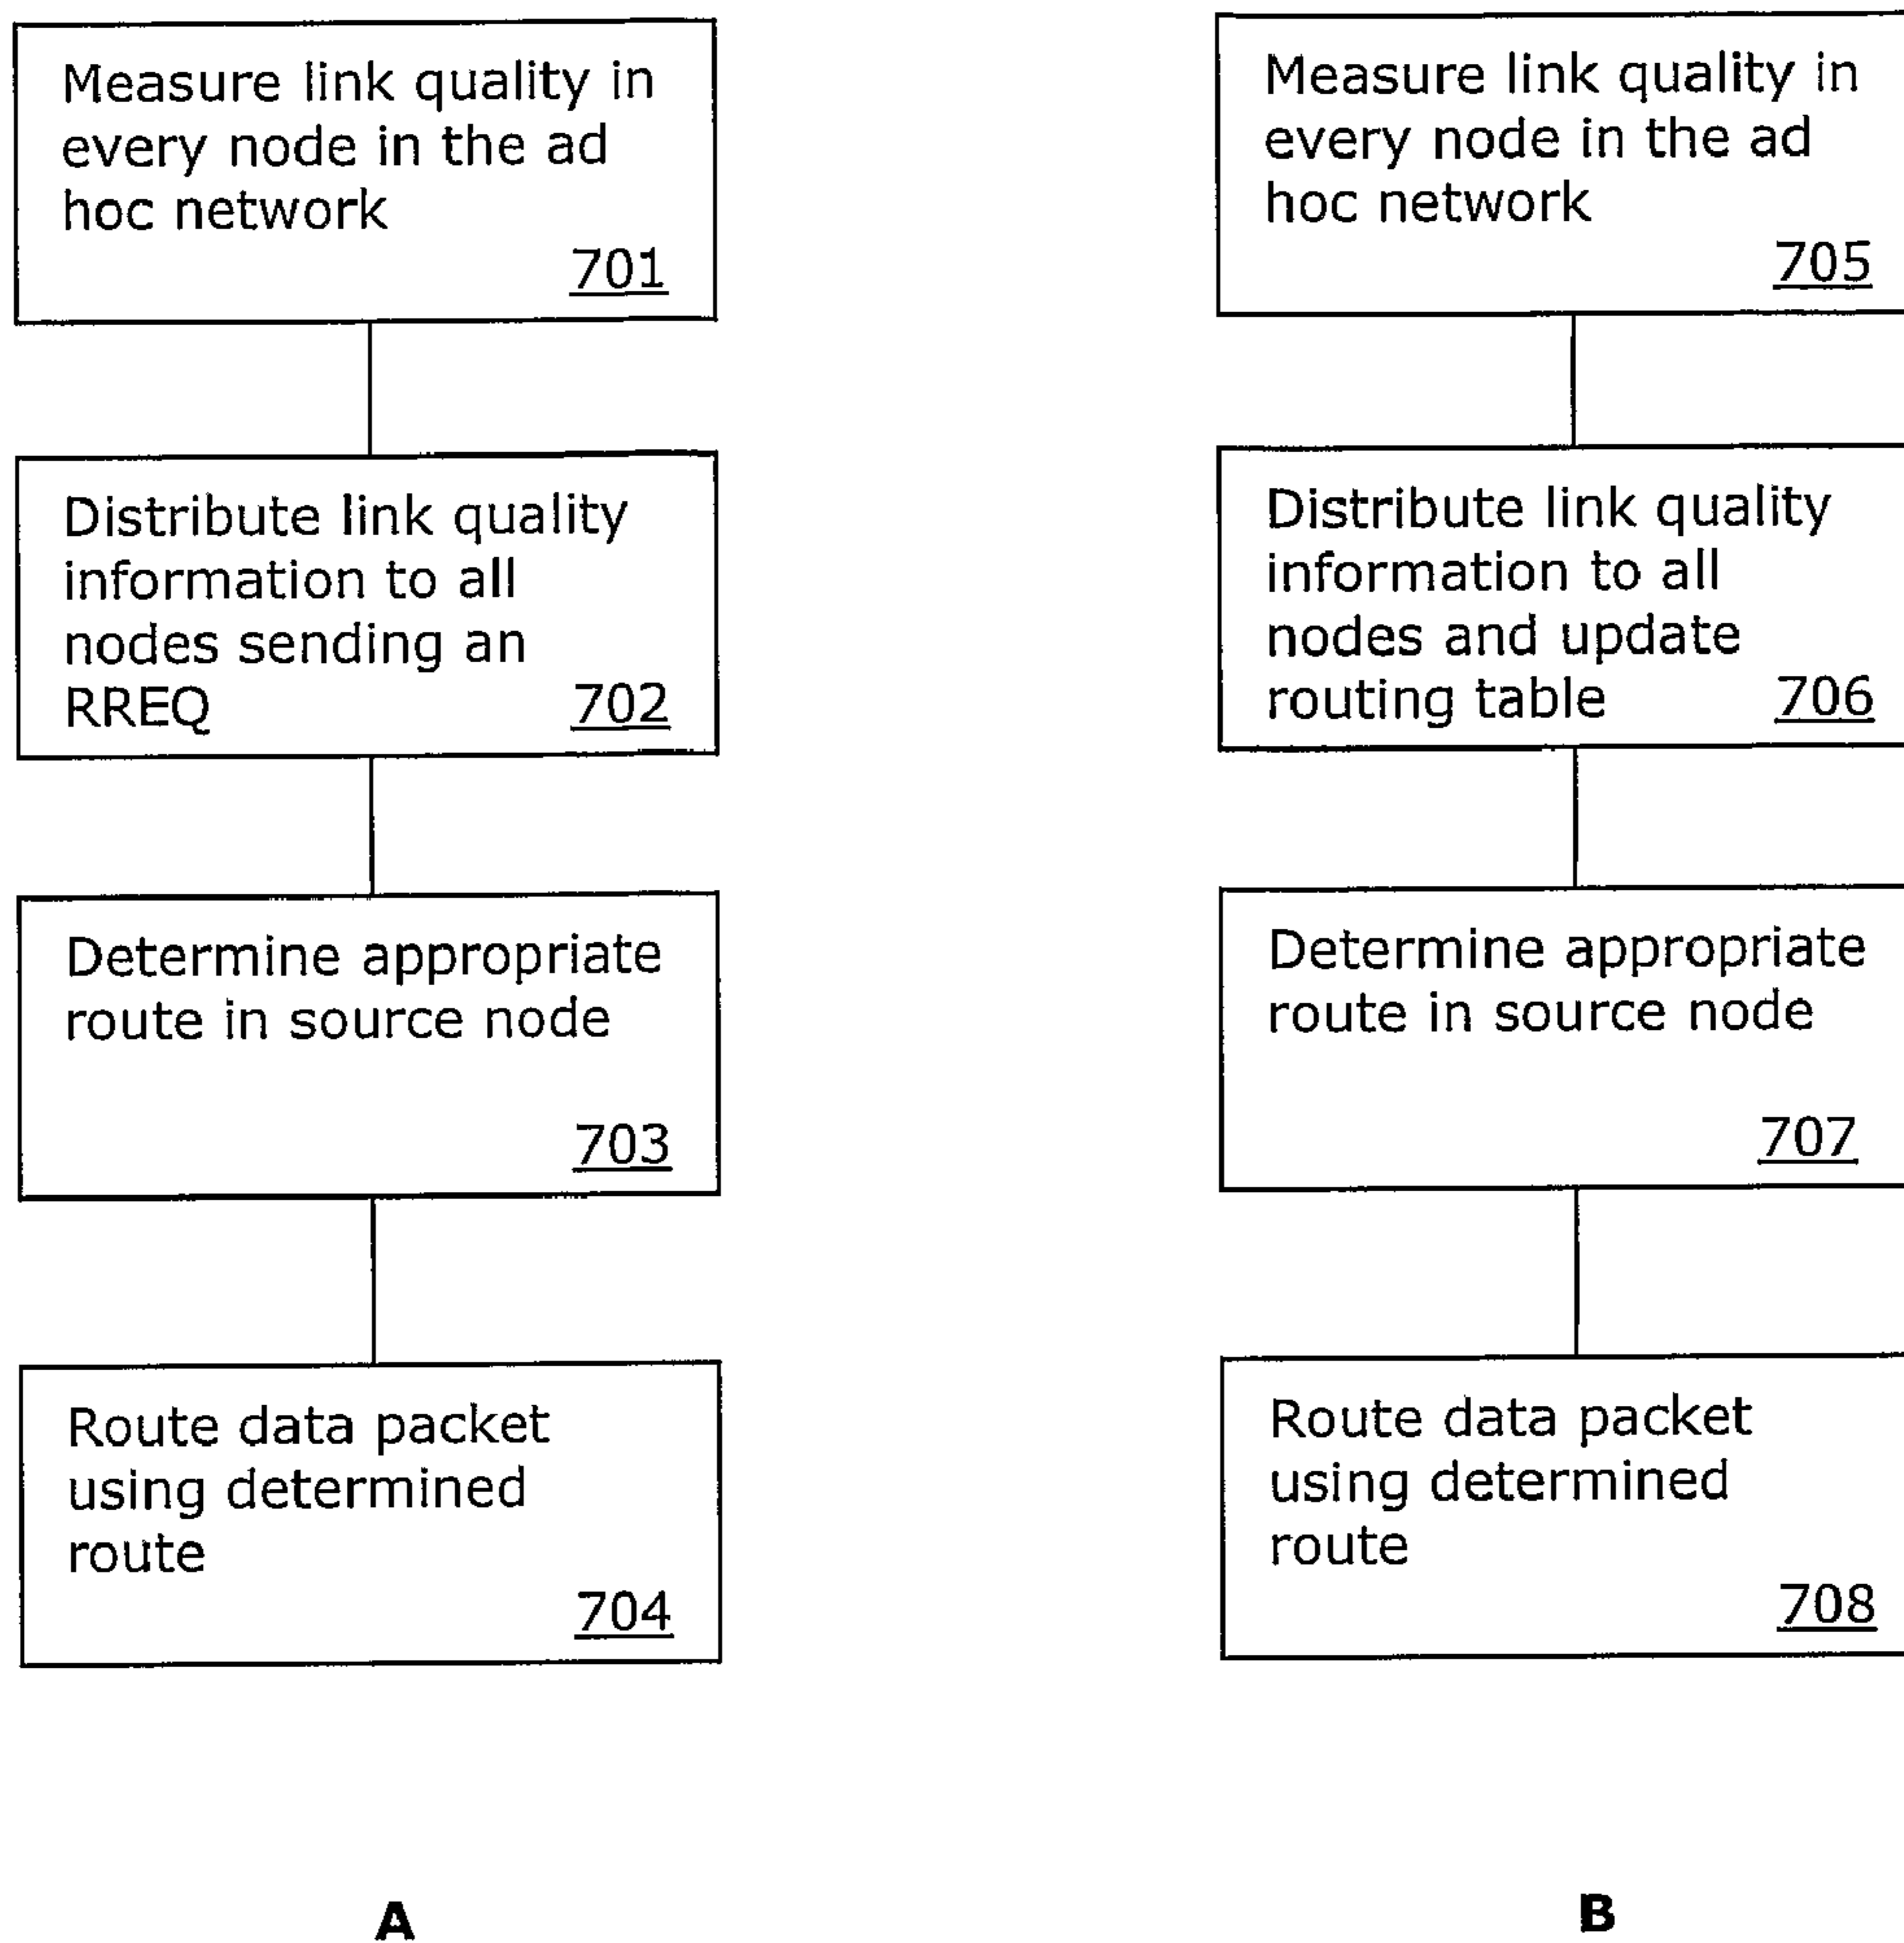 Measure link quality in
every node in the ad
hoc network
701
Distribute link quality
information to all
nodes sending an
RREQ 702
Determine appropriate
route in source node
703
Route data packet
using determined
route
704
A
Measure link quality in
every node in the ad
hoc network
705
Distribute link quality
information to all
nodes and update
routing table 706
Determine appropriate
route in source node
707
Route data packet
using determined
route
708
B